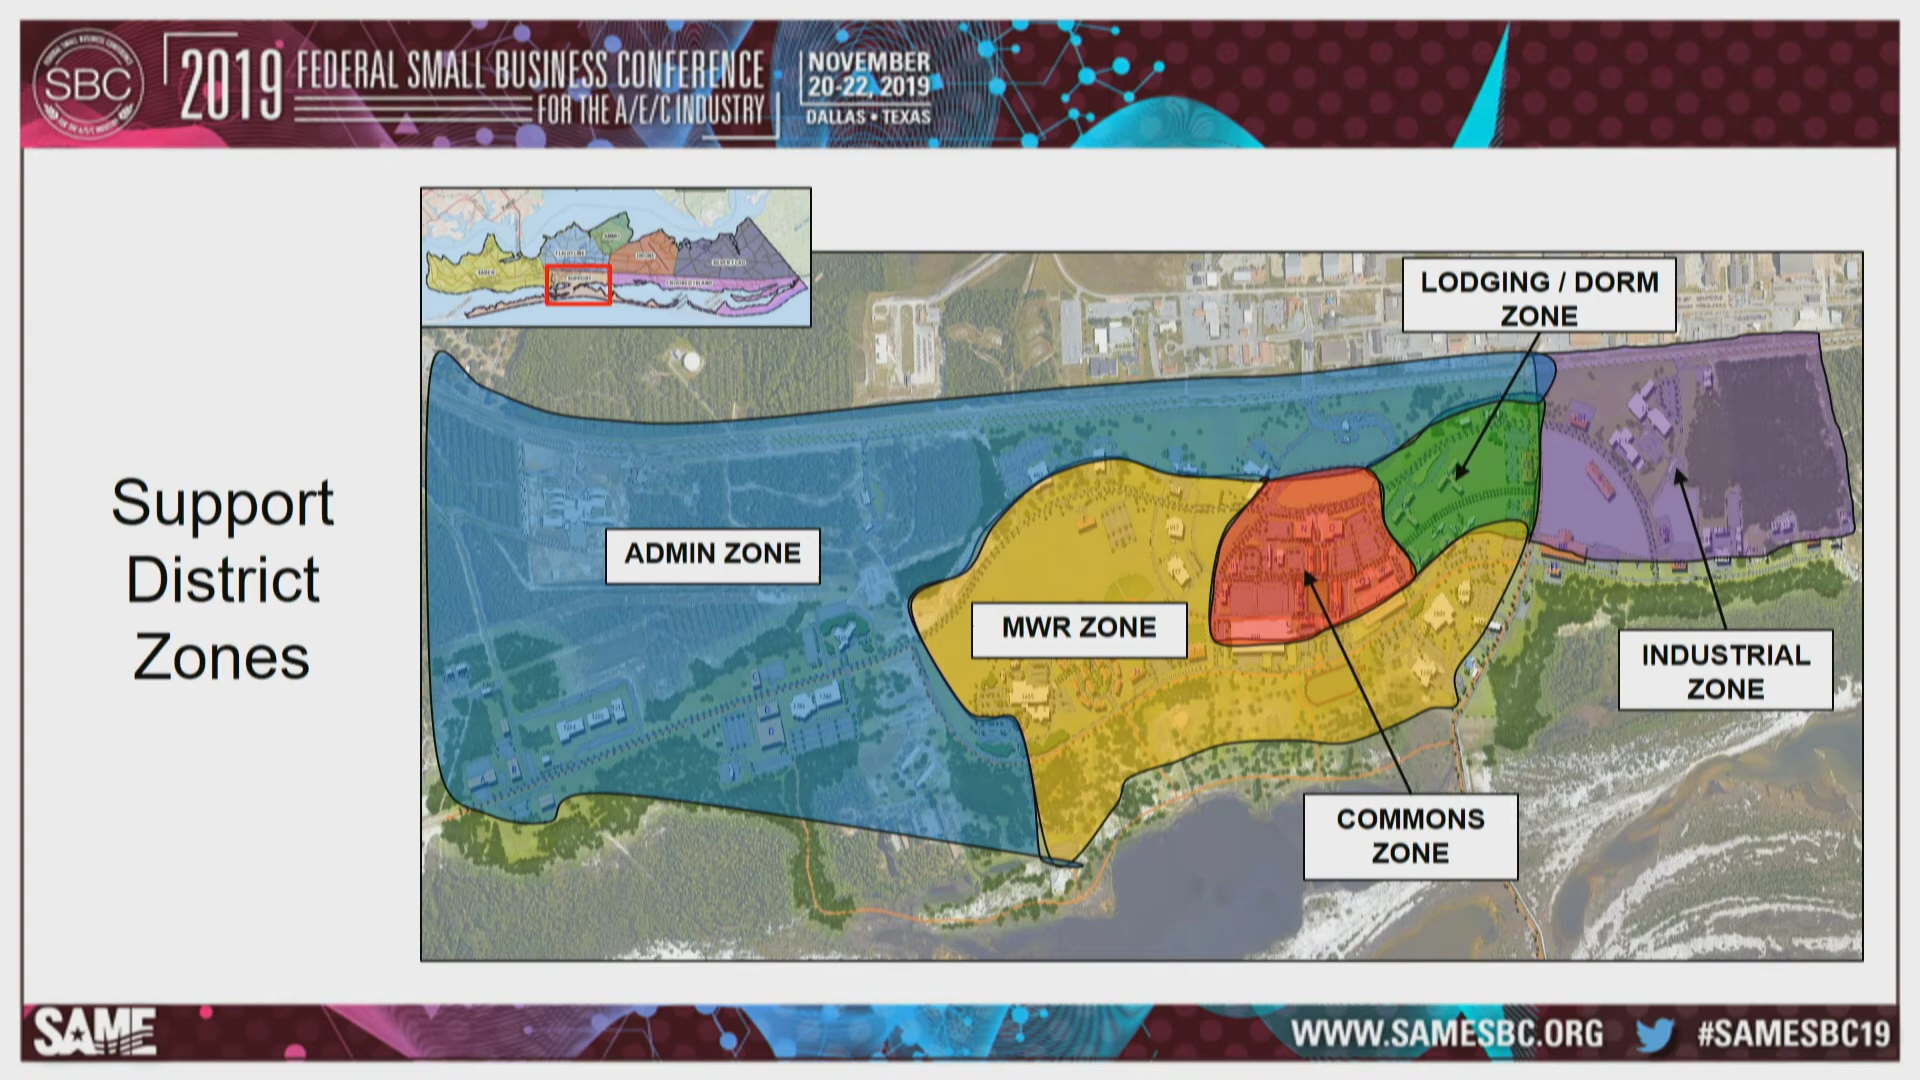 SBC
2019 FEDERAL SMALL BUSINESS CONFERENCE
FOR THE A/E/C INDUSTRY
NOVEMBER
20-22, 2019
DALLAS • TEXAS
Support
District
Zones
SUPPORT
LODGING / DORM
ZONE
ADMIN ZONE
MWR ZONE
INDUSTRIAL
ZONE
COMMONS
ZONE
SAME
WWW.SAMESBC.ORG
#SAMESBC19